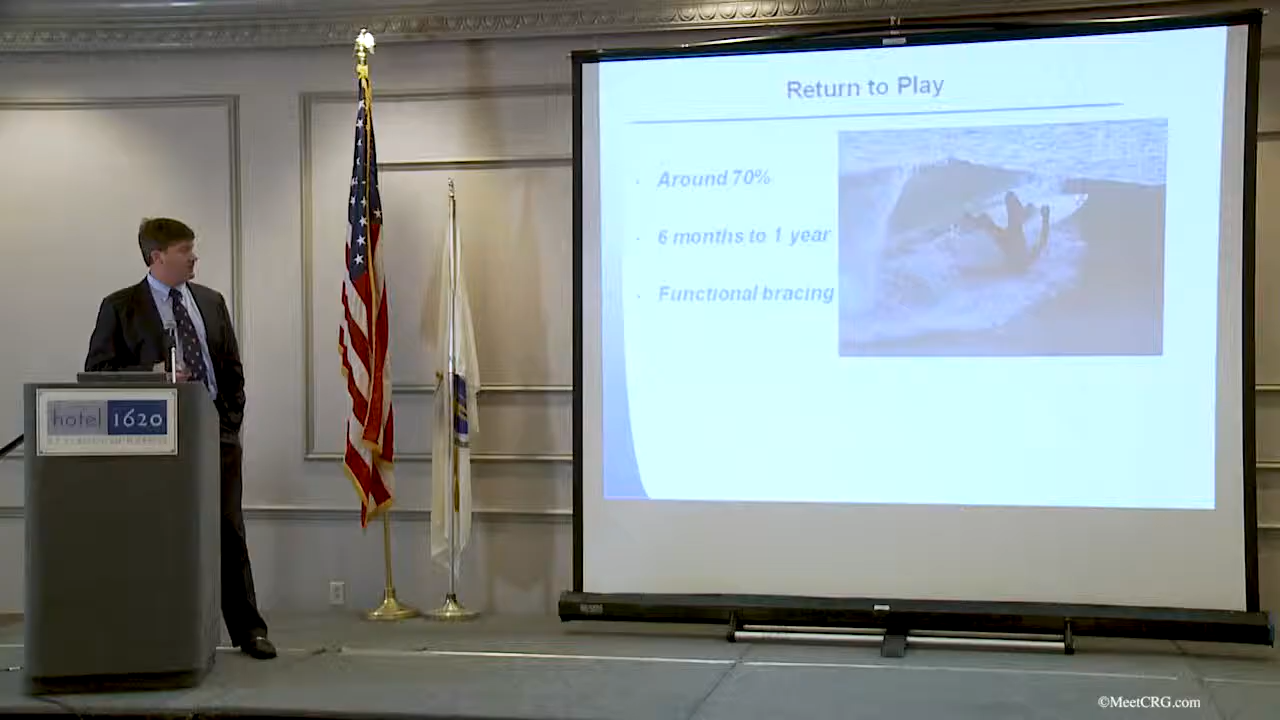 Return to Play
Around 70%
6 months to 1 year
Functional bracing
hotel 1620
©MeetCRG.com